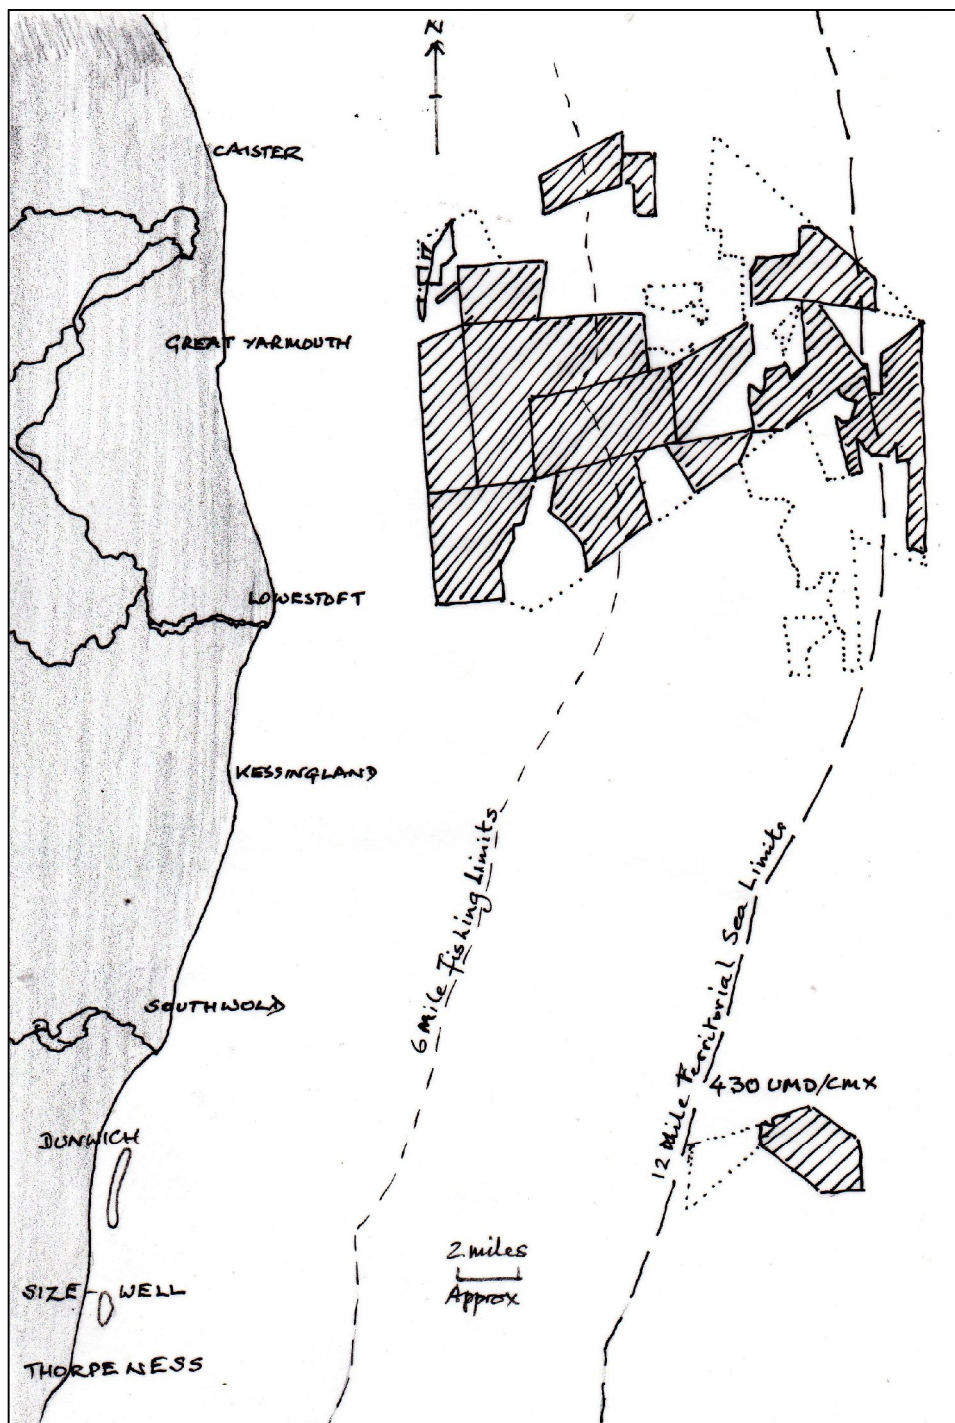 N
CAISTER
GREAT YARMOUTH
LOWESTOFT
KESSINGLAND
6 Mile Fishing Limits
12 Mile Territorial Sea Limits
SOUTHWOLD
430 UMD/CMX
DUNWICH
2 miles
Approx
SIZE-WELL
THORPENESS